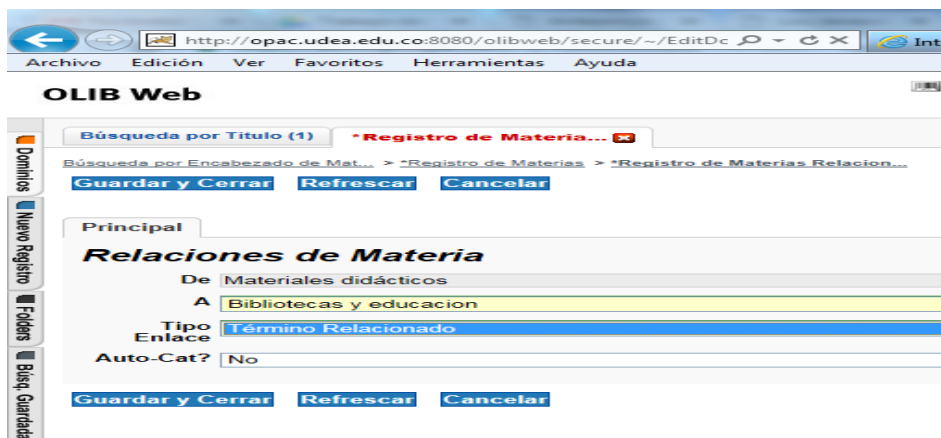 http://opac.udea.edu.co:8080/olibweb/secure/~/EditDc
Int
Archivo Edición Ver Favoritos Herramientas Ayuda
OLIB Web
Búsqueda por Titulo (1) *Registro de Materia...
Búsqueda por Encabezado de Mat... > *Registro de Materias > *Registro de Materias Relacion...
Guardar y Cerrar Refrescar Cancelar
Principal
Relaciones de Materia
De Materiales didácticos
A Bibliotecas y educacion
Tipo Enlace Término Relacionado
Auto-Cat? No
Guardar y Cerrar Refrescar Cancelar
Dominios
Nuevo Registro
Folders
Búsq. Guardada